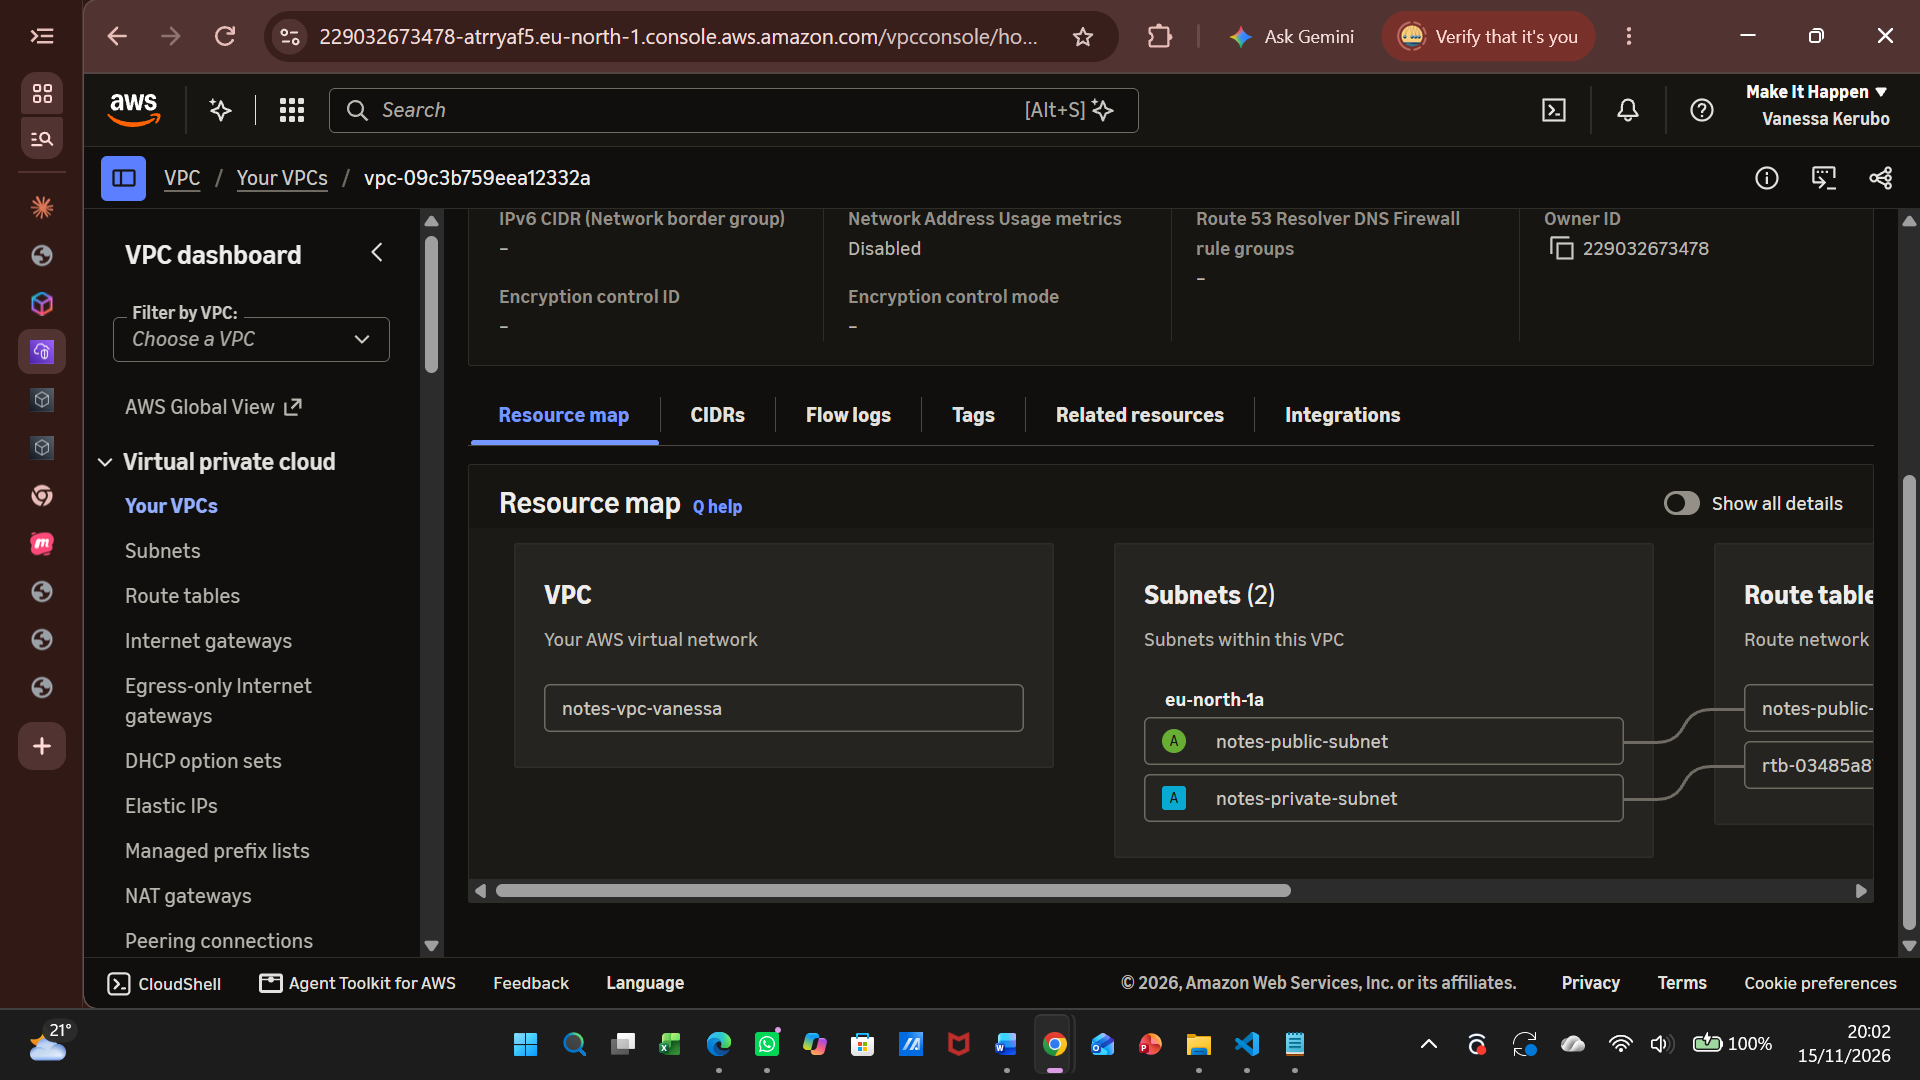 229032673478-atrryaf5.eu-north-1.console.aws.amazon.com/vpcconsole/ho...
Ask Gemini
Verify that it's you
aws
Search
[Alt+S]
Make It Happen
Vanessa Kerubo
VPC / Your VPCs / vpc-09c3b759eea12332a
VPC dashboard
Filter by VPC:
Choose a VPC
AWS Global View
Virtual private cloud
Your VPCs
Subnets
Route tables
Internet gateways
Egress-only Internet
gateways
DHCP option sets
Elastic IPs
Managed prefix lists
NAT gateways
Peering connections
IPv6 CIDR (Network border group)
–
Network Address Usage metrics
Disabled
Route 53 Resolver DNS Firewall
rule groups
–
Owner ID
229032673478
Encryption control ID
–
Encryption control mode
–
Resource map
CIDRs
Flow logs
Tags
Related resources
Integrations
Resource map
Q help
Show all details
VPC
Your AWS virtual network
notes-vpc-vanessa
Subnets (2)
Subnets within this VPC
eu-north-1a
A notes-public-subnet
A notes-private-subnet
Route table
Route network
notes-public-
rtb-03485a8
CloudShell
Agent Toolkit for AWS
Feedback
Language
© 2026, Amazon Web Services, Inc. or its affiliates.
Privacy
Terms
Cookie preferences
21°
100%
20:02
15/11/2026